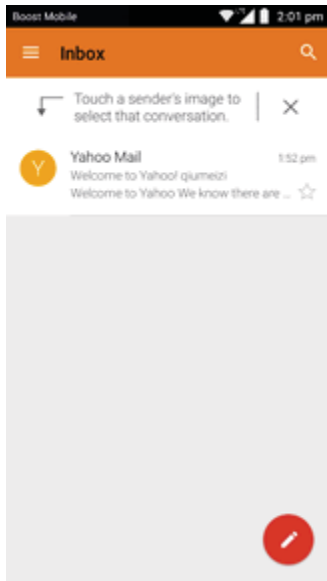 Boost Mobile 2:01 pm
Inbox
Touch a sender's image to
select that conversation.
Y
Yahoo Mail 1:52 pm
Welcome to Yahoo! qiumeizi
Welcome to Yahoo We know there are ...